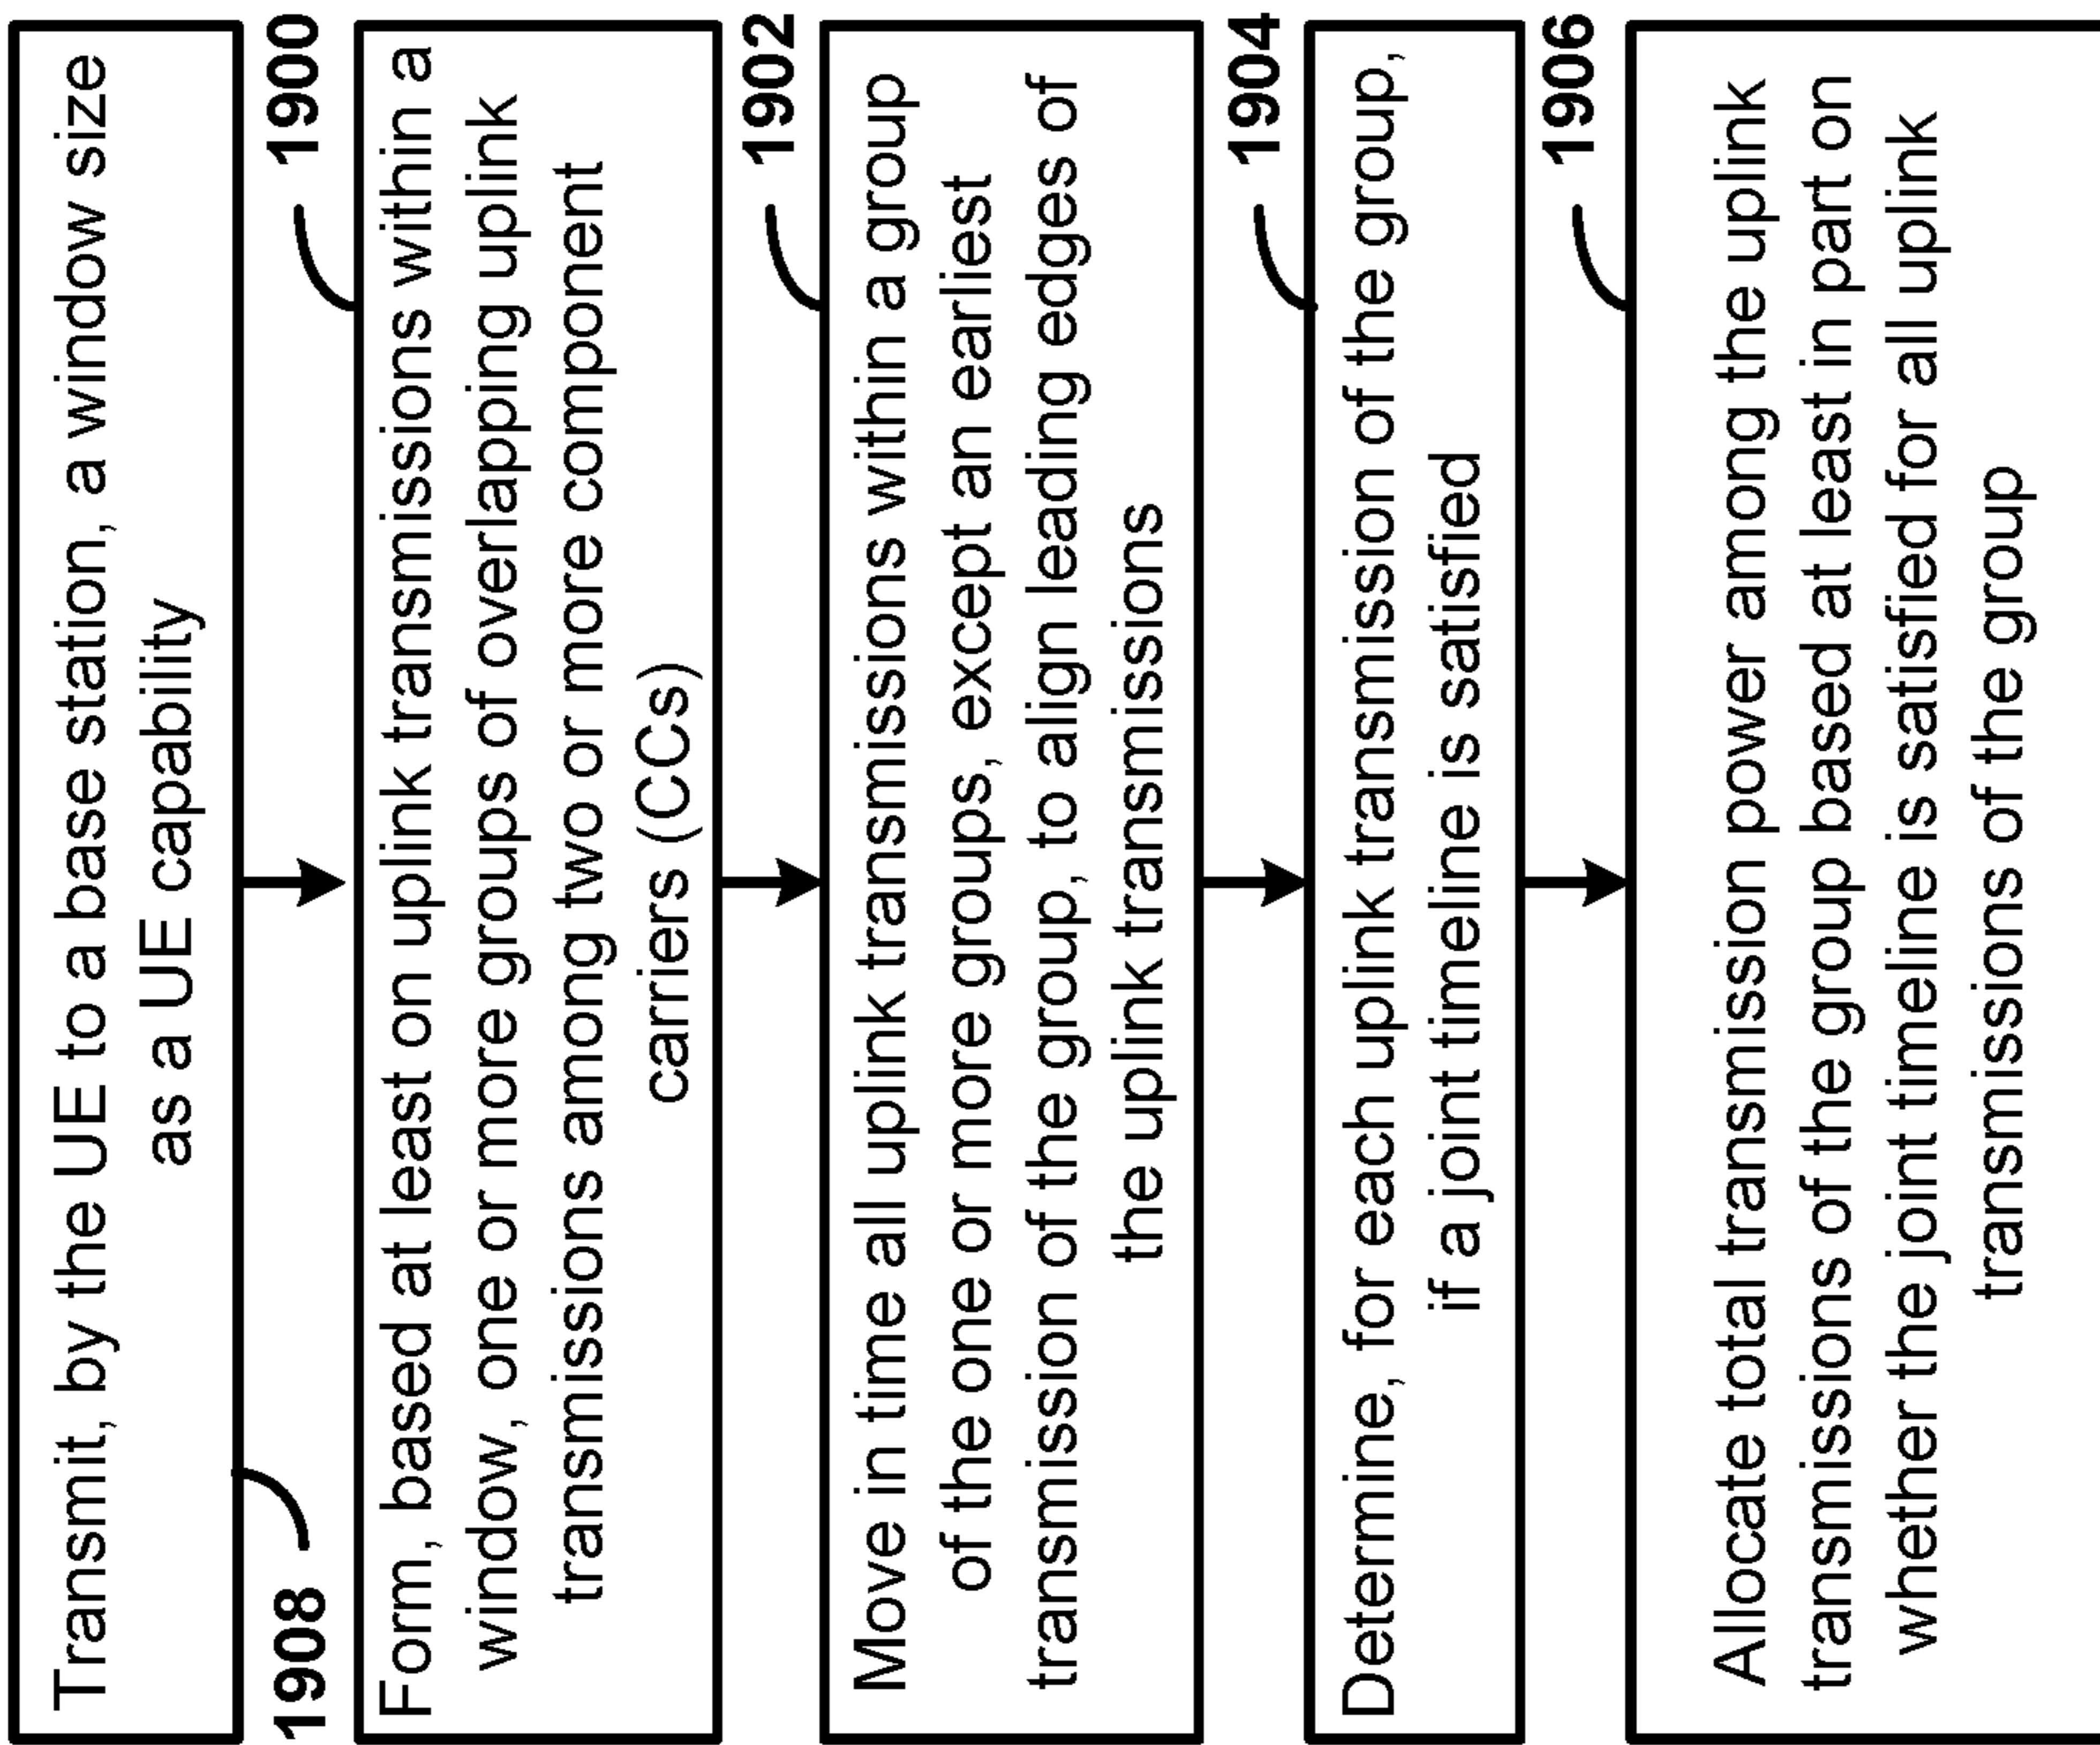 Transmit, by the UE to a base station, a window size
as a UE capability
1908
1900
Form, based at least on uplink transmissions within a
window, one or more groups of overlapping uplink
transmissions among two or more component
carriers (CCs)
1902
Move in time all uplink transmissions within a group
of the one or more groups, except an earliest
transmission of the group, to align leading edges of
the uplink transmissions
1904
Determine, for each uplink transmission of the group,
if a joint timeline is satisfied
1906
Allocate total transmission power among the uplink
transmissions of the group based at least in part on
whether the joint timeline is satisfied for all uplink
transmissions of the group